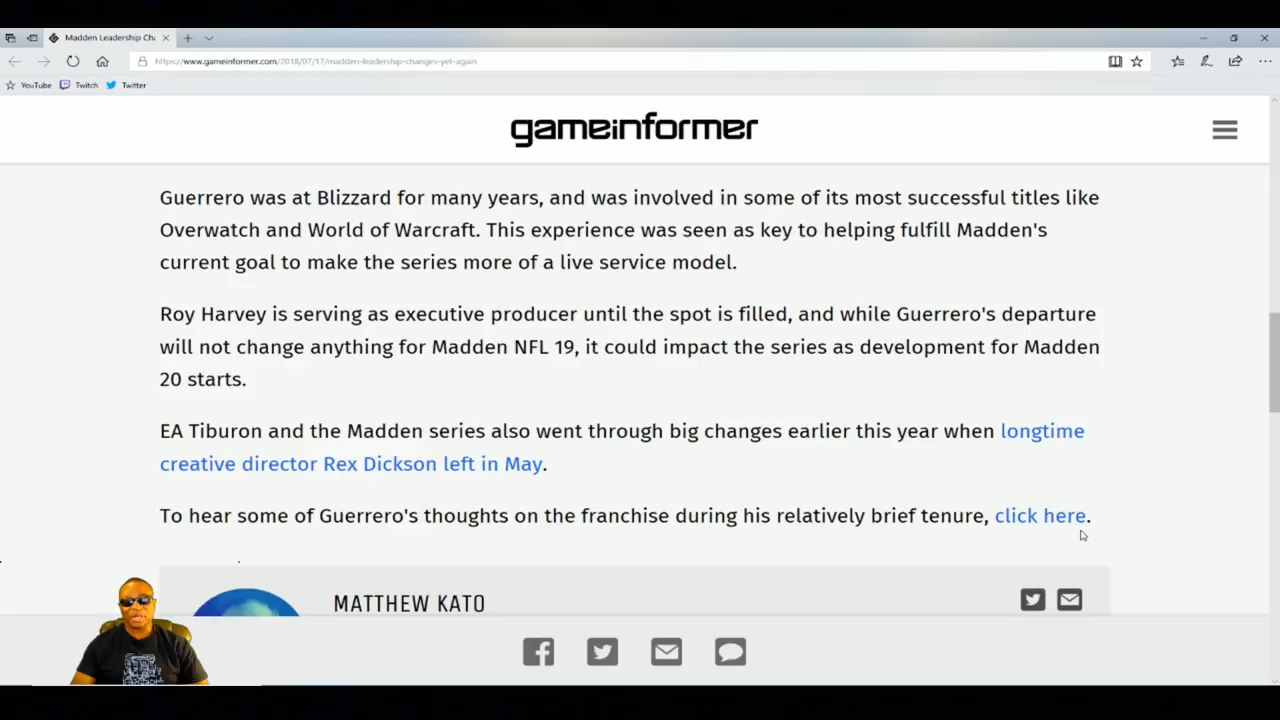 Madden Leadership Cha
https://www.gameinformer.com/2018/07/17/madden-leadership-changes-yet-again
YouTube Twitch Twitter
gameinformer
Guerrero was at Blizzard for many years, and was involved in some of its most successful titles like
Overwatch and World of Warcraft. This experience was seen as key to helping fulfill Madden's
current goal to make the series more of a live service model.
Roy Harvey is serving as executive producer until the spot is filled, and while Guerrero's departure
will not change anything for Madden NFL 19, it could impact the series as development for Madden
20 starts.
EA Tiburon and the Madden series also went through big changes earlier this year when longtime
creative director Rex Dickson left in May.
To hear some of Guerrero's thoughts on the franchise during his relatively brief tenure, click here.
MATTHEW KATO